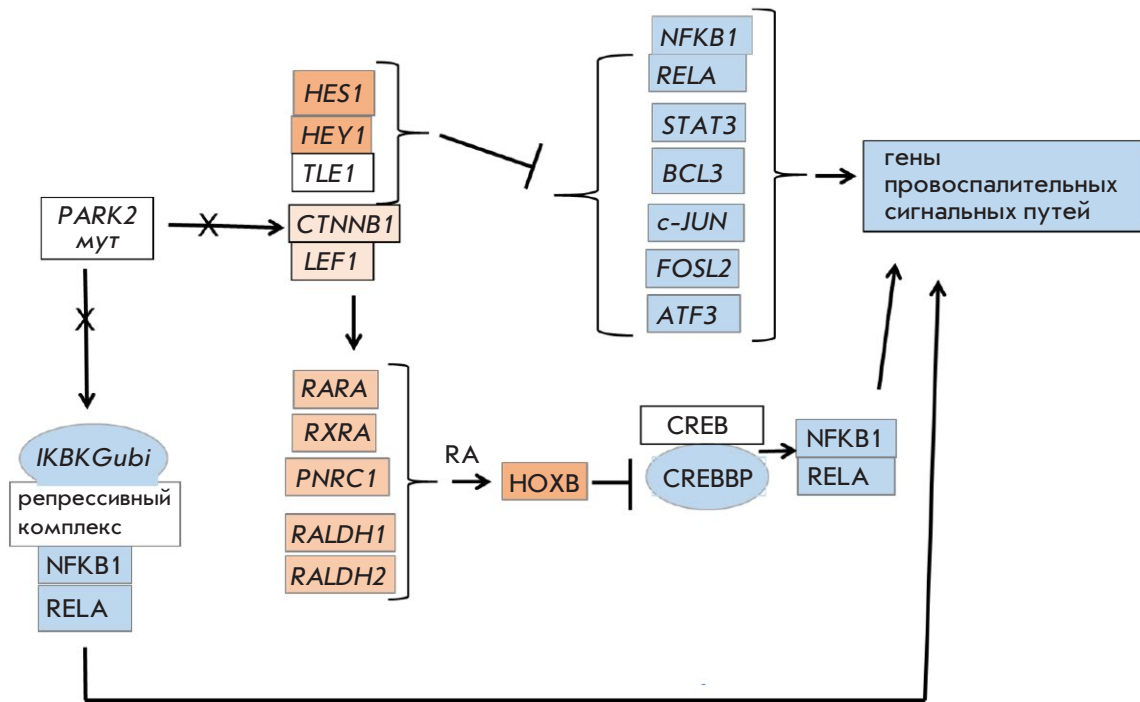 HES1
HEY1
TLE1
CTNNB1
LEF1
NFKB1
RELA
STAT3
BCL3
c-JUN
FOSL2
ATF3
гены
провоспалительных
сигнальных путей
PARK2
мут
X
X
RARA
RXRA
PNRC1
RALDH1
RALDH2
RA
HOXB
CREB
CREBBP
NFKB1
RELA
IKBKGubi
репрессивный
комплекс
NFKB1
RELA